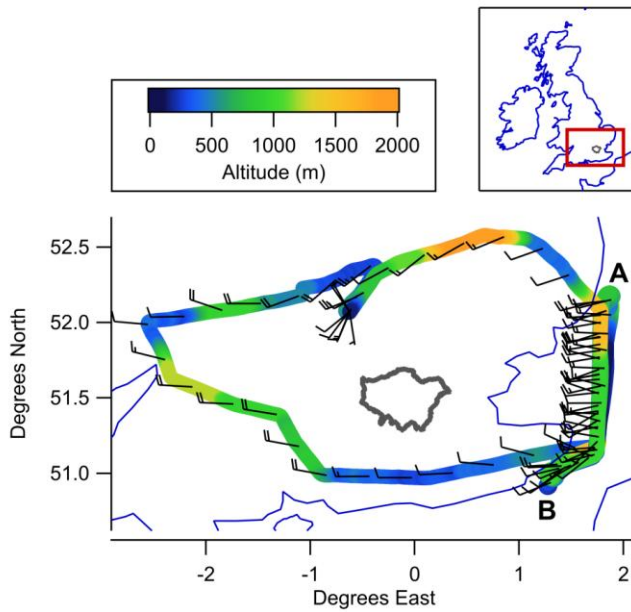 0 500 1000 1500 2000
Altitude (m)
52.5
52.0
51.5
51.0
Degrees North
A
B
-2 -1 0 1 2
Degrees East